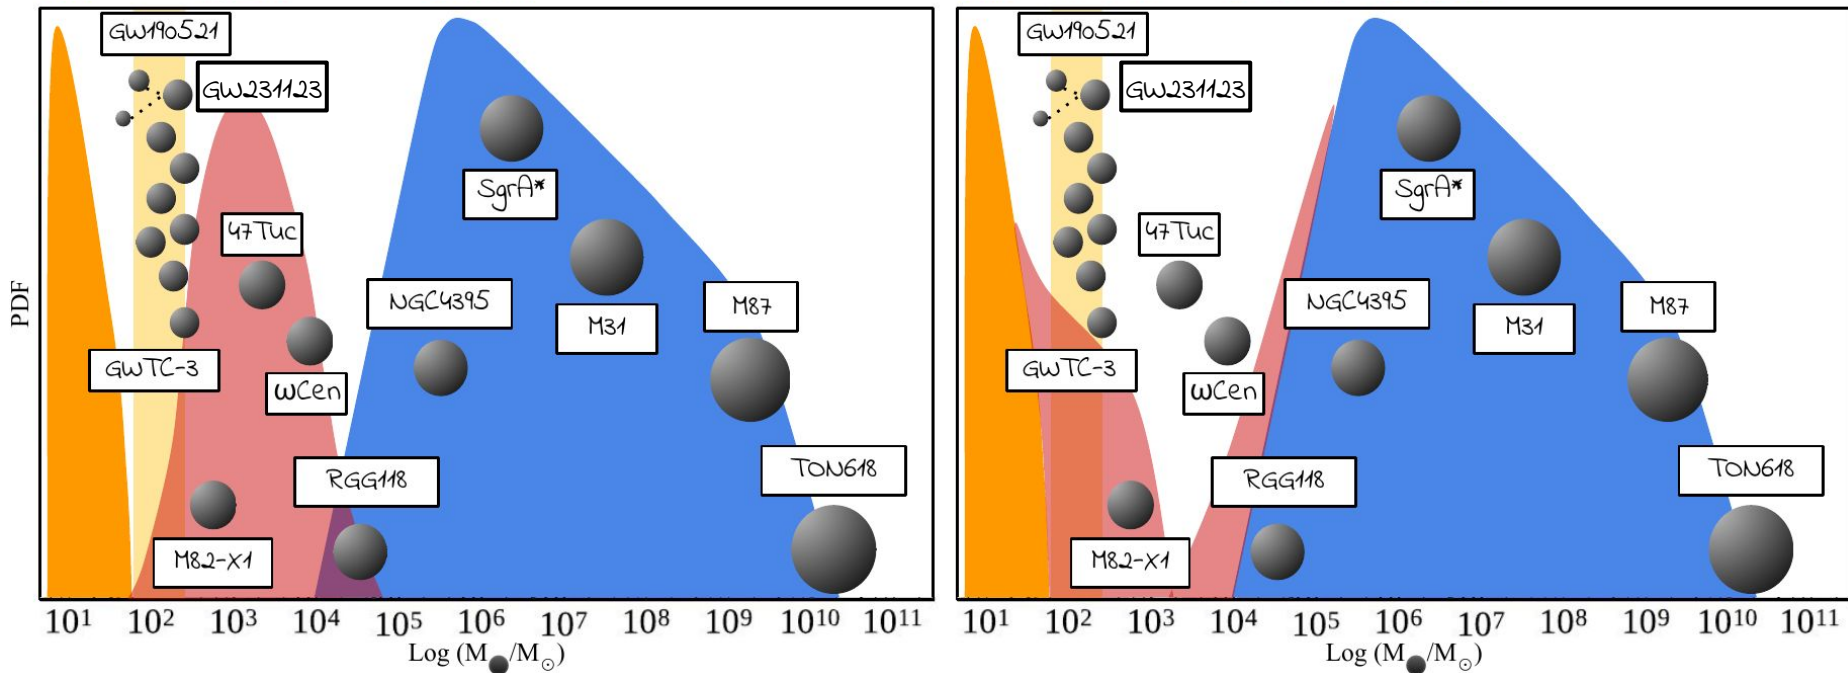 PDF
GW190521
GW231123
47Tuc
ωCen
GWTC-3
M82-X1
RGG118
NGC4395
SgrA*
M31
M87
TON618
10¹ 10² 10³ 10⁴ 10⁵ 10⁶ 10⁷ 10⁸ 10⁹ 10¹⁰ 10¹¹
Log (M●/M☉)
GW190521
GW231123
47Tuc
ωCen
GWTC-3
M82-X1
RGG118
NGC4395
SgrA*
M31
M87
TON618
10¹ 10² 10³ 10⁴ 10⁵ 10⁶ 10⁷ 10⁸ 10⁹ 10¹⁰ 10¹¹
Log (M●/M☉)